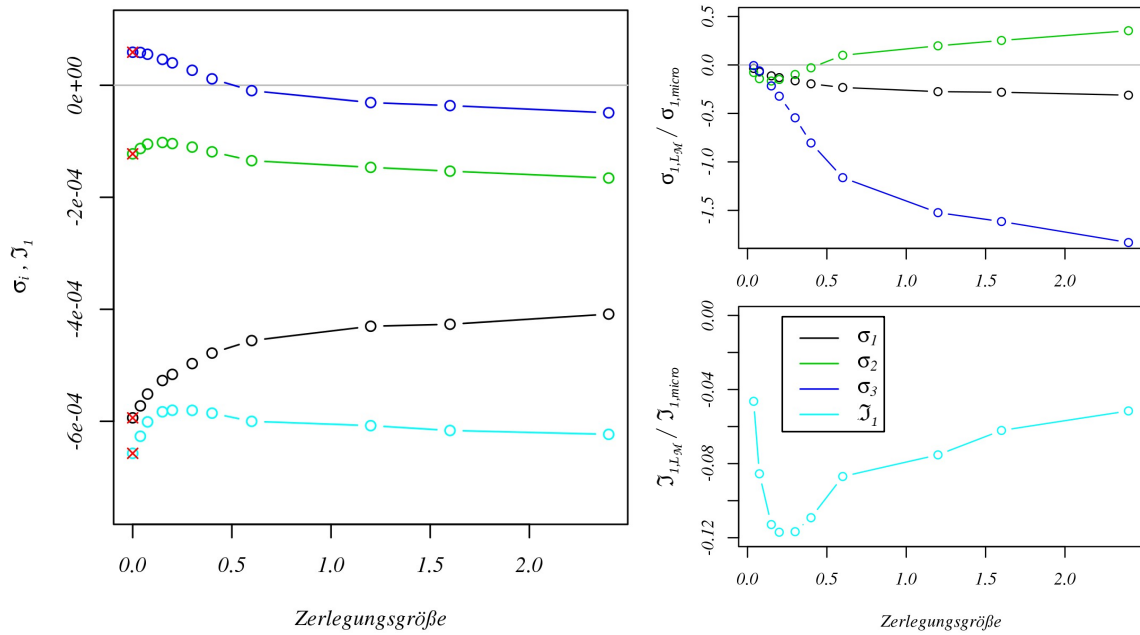 σi , ℑ1
0e+00
-2e-04
-4e-04
-6e-04
0.0 0.5 1.0 1.5 2.0
Zerlegungsgröße
σ1,Lℳ / σ1,micro
0.5
0.0
-0.5
-1.0
-1.5
0.0 0.5 1.0 1.5 2.0
ℑ1,Lℳ / ℑ1,micro
0.00
-0.04
-0.08
-0.12
σ1
σ2
σ3
ℑ1
0.0 0.5 1.0 1.5 2.0
Zerlegungsgröße